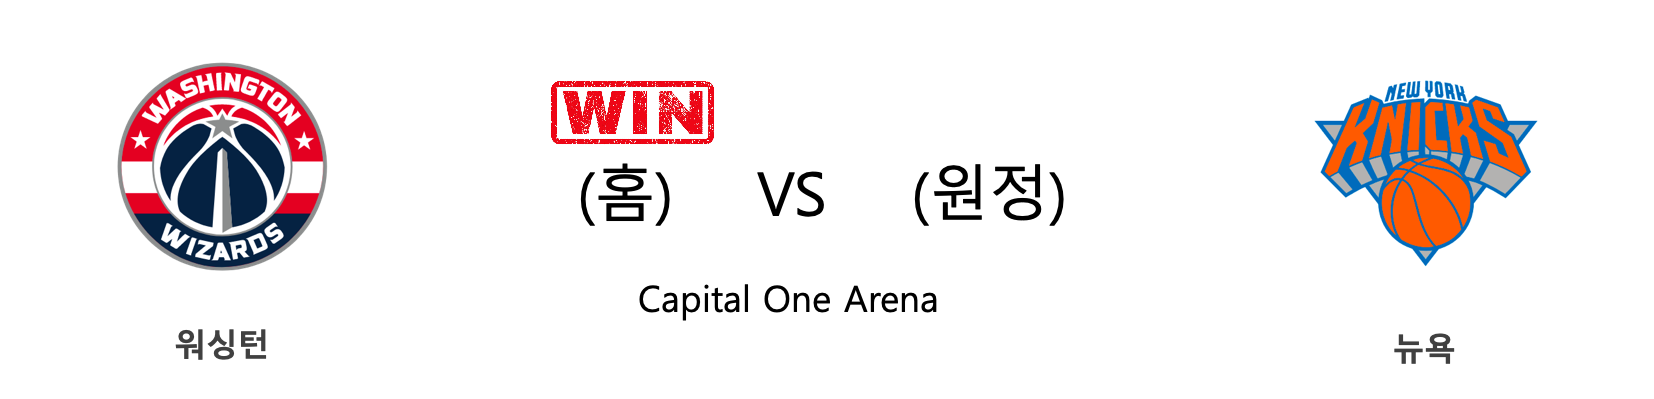 WASHINGTON
WIZARDS
WIN
(홈) VS (원정)
Capital One Arena
NEW YORK
KNICKS
워싱턴
뉴욕